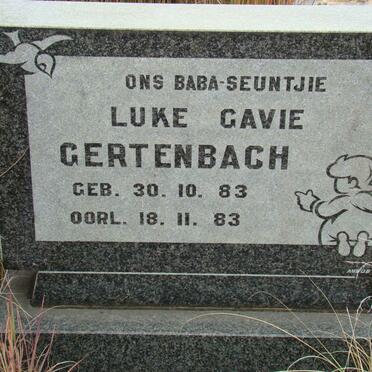 ONS BABA-SEUNTJIE
LUKE GAVIE
GERTENBACH
GEB. 30. 10. 83
OORL. 18. 11. 83